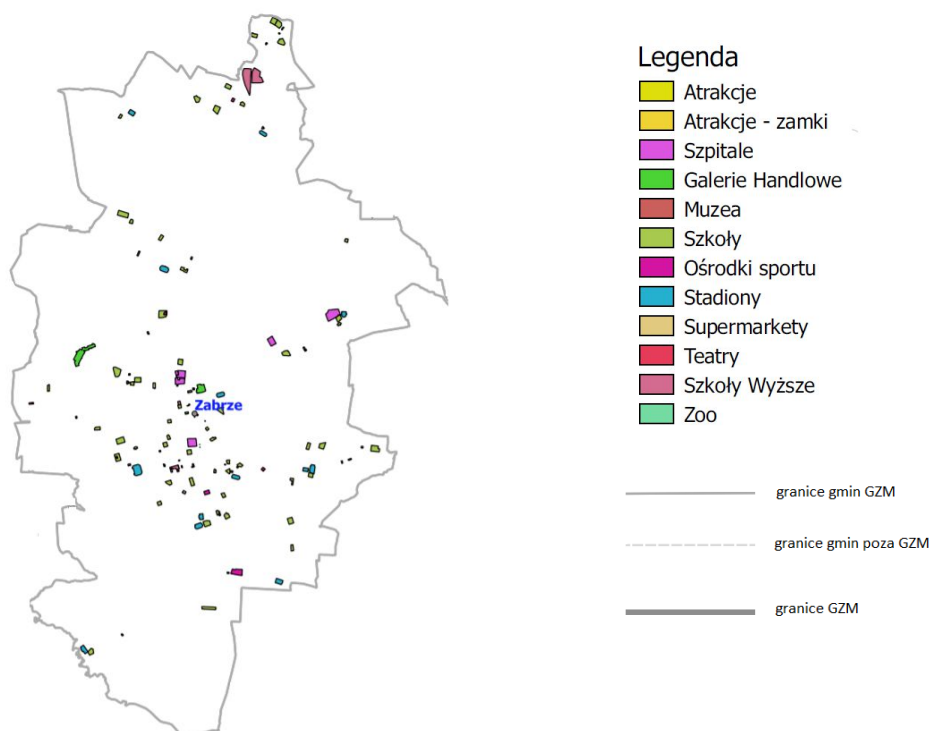 Legenda
Atrakcje
Atrakcje - zamki
Szpitale
Galerie Handlowe
Muzea
Szkoły
Ośrodki sportu
Stadiony
Supermarkety
Teatry
Szkoły Wyższe
Zoo
Zabrze
granice gmin GZM
granice gmin poza GZM
granice GZM